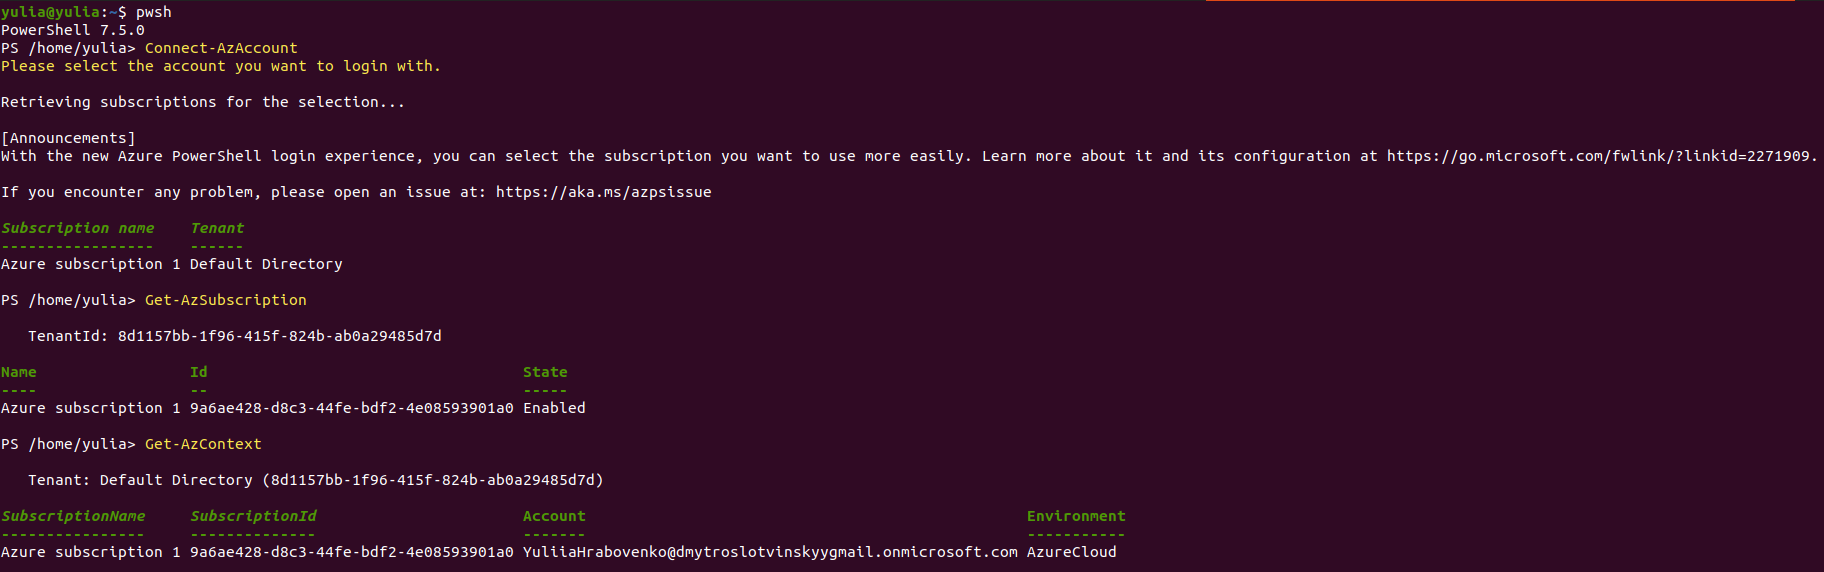 yulia@yulia:~$ pwsh
PowerShell 7.5.0
PS /home/yulia> Connect-AzAccount
Please select the account you want to login with.
Retrieving subscriptions for the selection...
[Announcements]
With the new Azure PowerShell login experience, you can select the subscription you want to use more easily. Learn more about it and its configuration at https://go.microsoft.com/fwlink/?linkid=2271909.
If you encounter any problem, please open an issue at: https://aka.ms/azpsissue
Subscription name    Tenant
-----------------    ------
Azure subscription 1 Default Directory
PS /home/yulia> Get-AzSubscription
   TenantId: 8d1157bb-1f96-415f-824b-ab0a29485d7d
Name                 Id                                   State
----                 --                                   -----
Azure subscription 1 9a6ae428-d8c3-44fe-bdf2-4e08593901a0 Enabled
PS /home/yulia> Get-AzContext
   Tenant: Default Directory (8d1157bb-1f96-415f-824b-ab0a29485d7d)
SubscriptionName     SubscriptionId                       Account                                                 Environment
----------------     --------------                       -------                                                 -----------
Azure subscription 1 9a6ae428-d8c3-44fe-bdf2-4e08593901a0 YuliiaHrabovenko@dmytroslotvinskyygmail.onmicrosoft.com AzureCloud